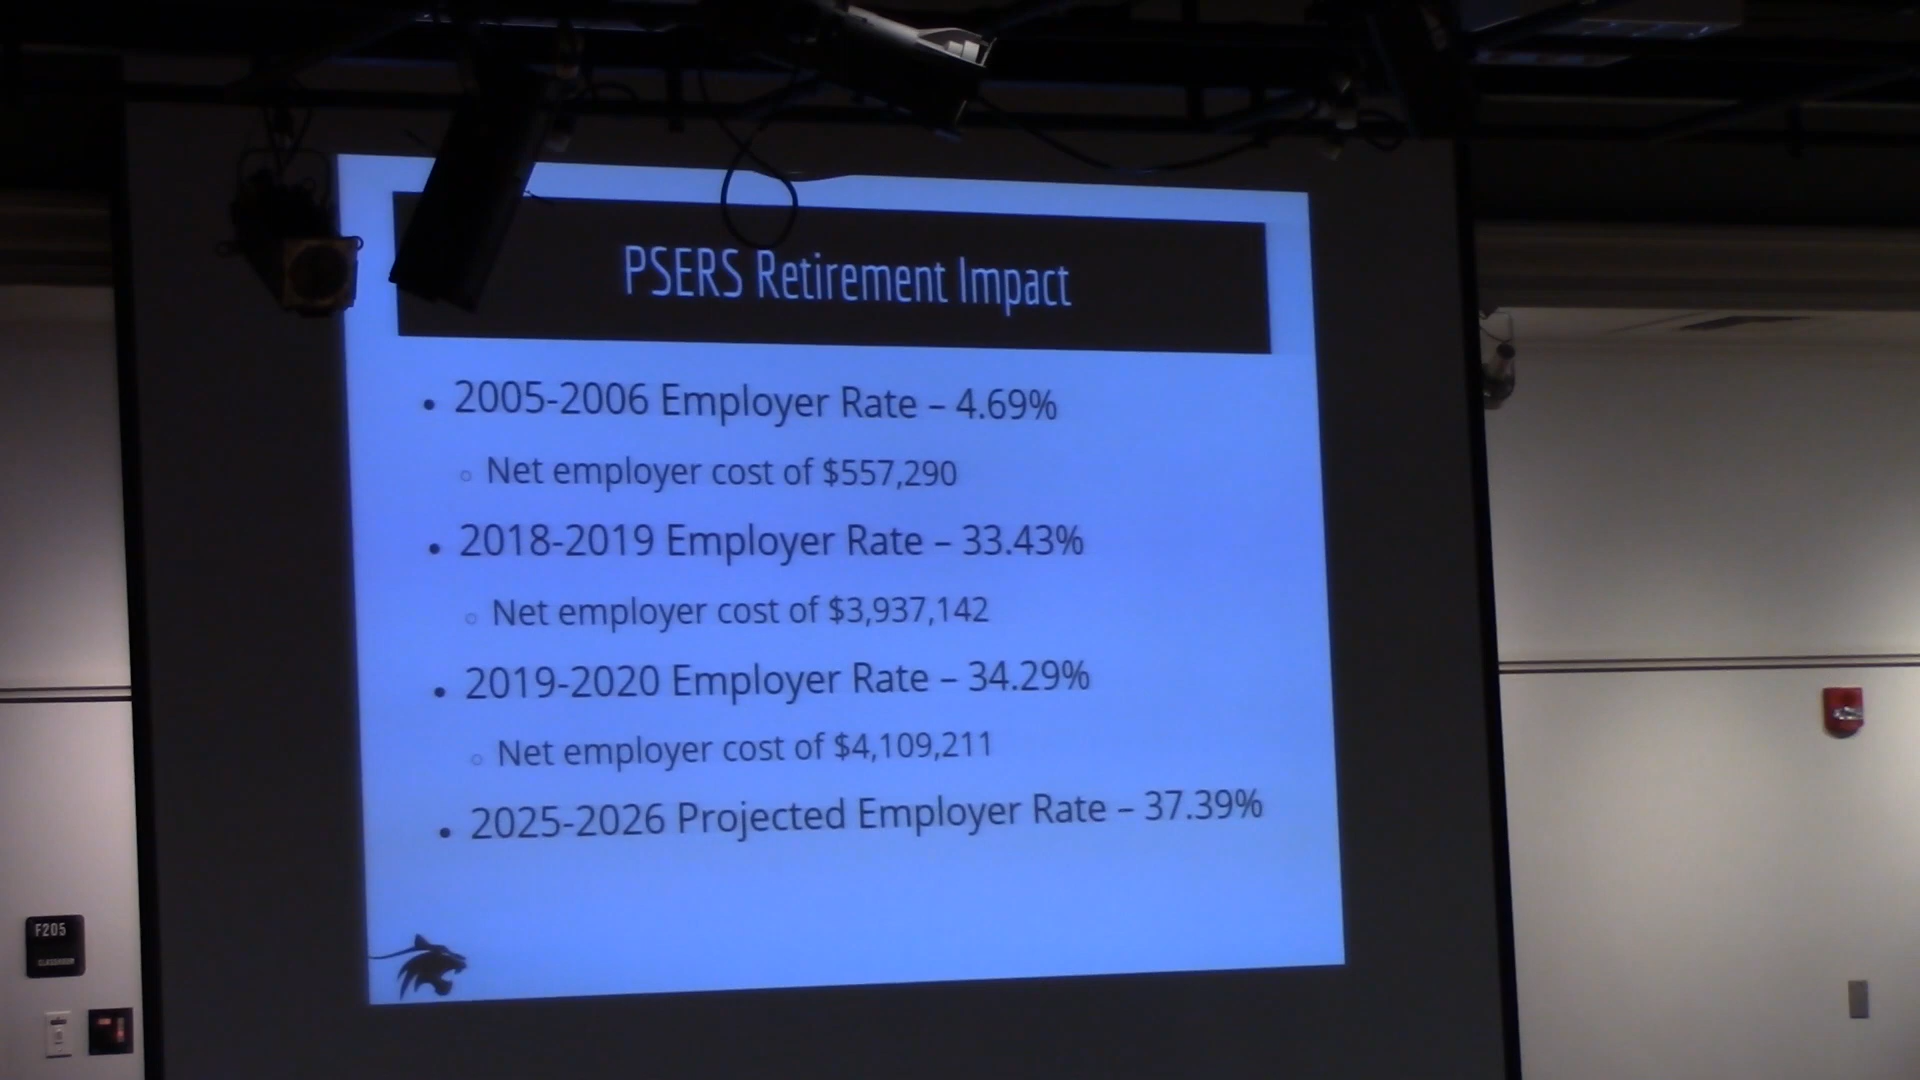 PSERS Retirement Impact
• 2005-2006 Employer Rate – 4.69%
○ Net employer cost of $557,290
• 2018-2019 Employer Rate – 33.43%
○ Net employer cost of $3,937,142
• 2019-2020 Employer Rate – 34.29%
○ Net employer cost of $4,109,211
• 2025-2026 Projected Employer Rate – 37.39%
F205
CLASSROOM